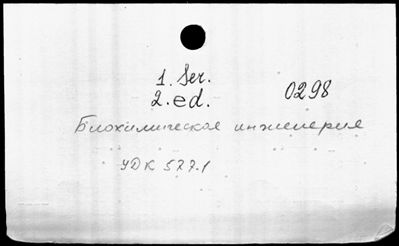 1. Ser.
2. ed. 0298
Биохимическая инженерия
УДК 577.1